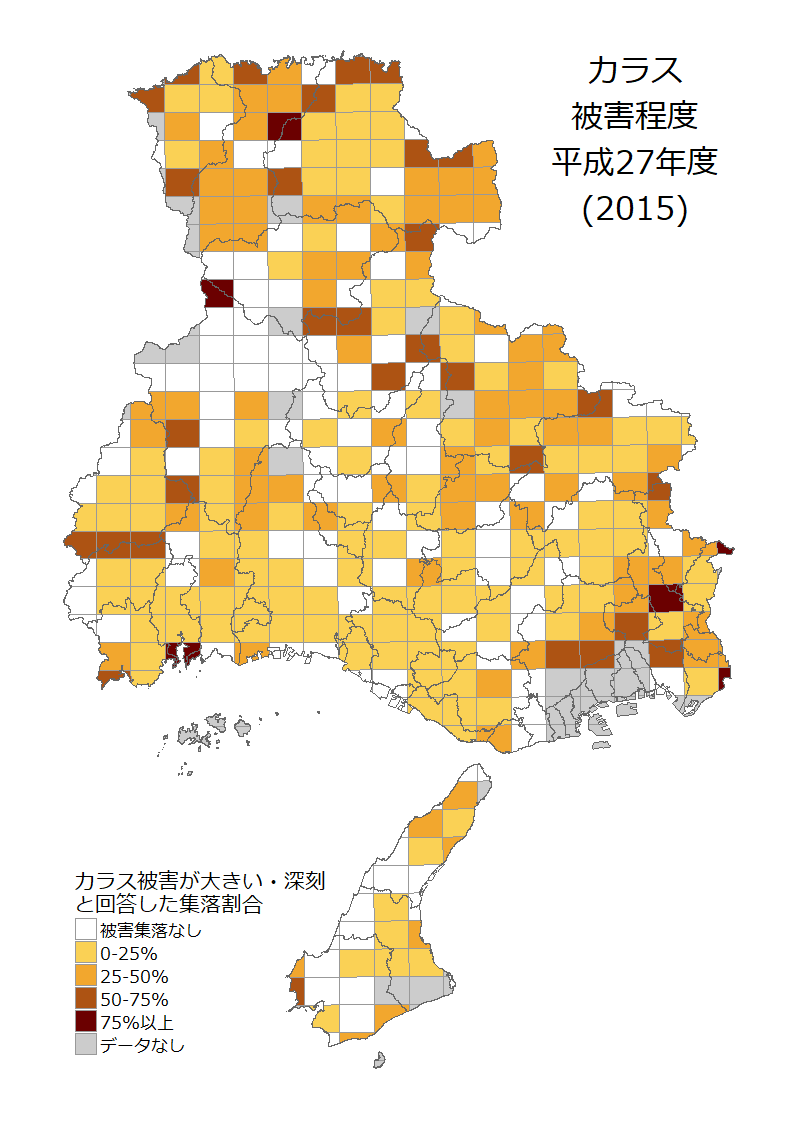 カラス
被害程度
平成27年度
(2015)
カラス被害が大きい・深刻
と回答した集落割合
被害集落なし
0-25%
25-50%
50-75%
75%以上
データなし